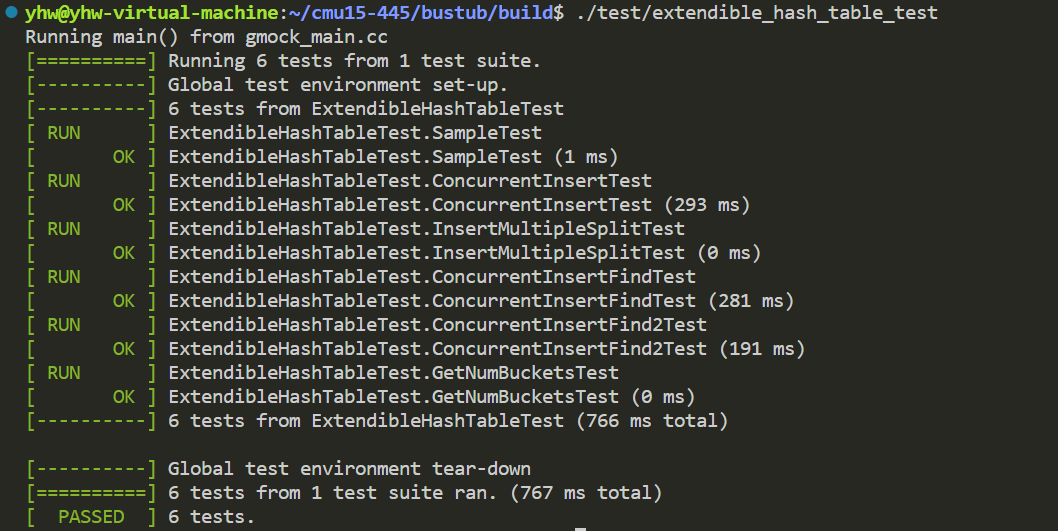 yhw@yhw-virtual-machine:~/cmu15-445/bustub/build$ ./test/extendible_hash_table_test
Running main() from gmock_main.cc
[==========] Running 6 tests from 1 test suite.
[----------] Global test environment set-up.
[----------] 6 tests from ExtendibleHashTableTest
[ RUN      ] ExtendibleHashTableTest.SampleTest
[       OK ] ExtendibleHashTableTest.SampleTest (1 ms)
[ RUN      ] ExtendibleHashTableTest.ConcurrentInsertTest
[       OK ] ExtendibleHashTableTest.ConcurrentInsertTest (293 ms)
[ RUN      ] ExtendibleHashTableTest.InsertMultipleSplitTest
[       OK ] ExtendibleHashTableTest.InsertMultipleSplitTest (0 ms)
[ RUN      ] ExtendibleHashTableTest.ConcurrentInsertFindTest
[       OK ] ExtendibleHashTableTest.ConcurrentInsertFindTest (281 ms)
[ RUN      ] ExtendibleHashTableTest.ConcurrentInsertFind2Test
[       OK ] ExtendibleHashTableTest.ConcurrentInsertFind2Test (191 ms)
[ RUN      ] ExtendibleHashTableTest.GetNumBucketsTest
[       OK ] ExtendibleHashTableTest.GetNumBucketsTest (0 ms)
[----------] 6 tests from ExtendibleHashTableTest (766 ms total)

[----------] Global test environment tear-down
[==========] 6 tests from 1 test suite ran. (767 ms total)
[  PASSED  ] 6 tests.